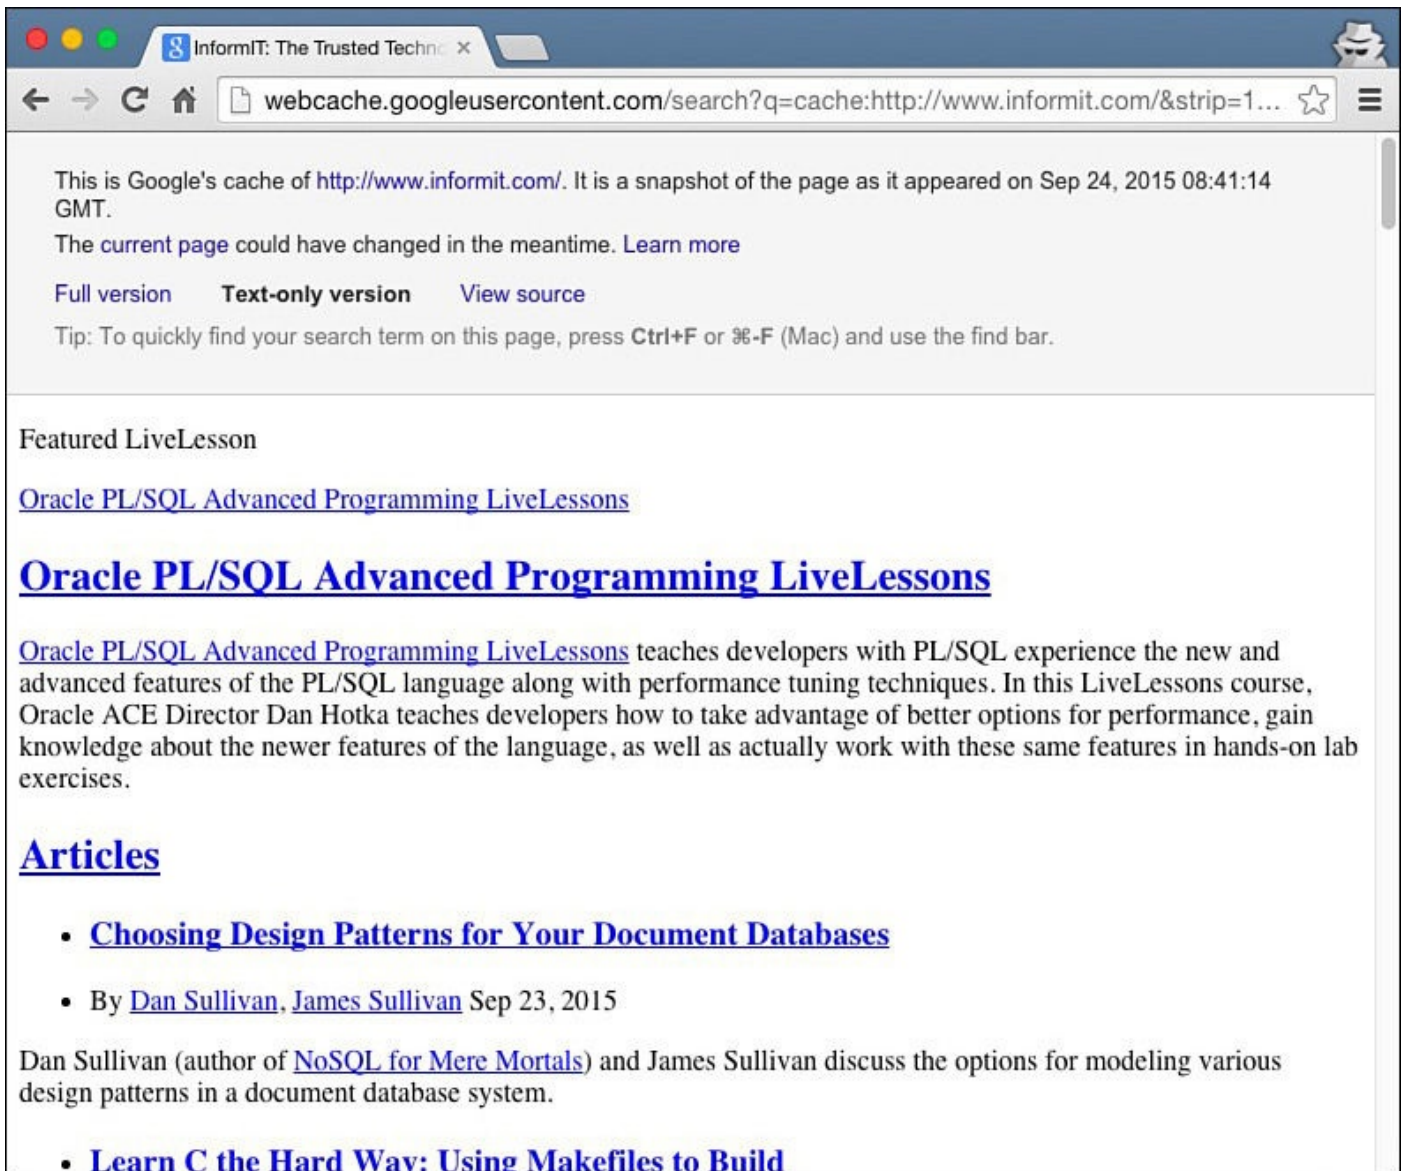 InformIT: The Trusted Techno
webcache.googleusercontent.com/search?q=cache:http://www.informit.com/&strip=1...
This is Google's cache of http://www.informit.com/. It is a snapshot of the page as it appeared on Sep 24, 2015 08:41:14
GMT.
The current page could have changed in the meantime. Learn more
Full version Text-only version View source
Tip: To quickly find your search term on this page, press Ctrl+F or ⌘-F (Mac) and use the find bar.
Featured LiveLesson
Oracle PL/SQL Advanced Programming LiveLessons
Oracle PL/SQL Advanced Programming LiveLessons
Oracle PL/SQL Advanced Programming LiveLessons teaches developers with PL/SQL experience the new and
advanced features of the PL/SQL language along with performance tuning techniques. In this LiveLessons course,
Oracle ACE Director Dan Hotka teaches developers how to take advantage of better options for performance, gain
knowledge about the newer features of the language, as well as actually work with these same features in hands-on lab
exercises.
Articles
• Choosing Design Patterns for Your Document Databases
• By Dan Sullivan, James Sullivan Sep 23, 2015
Dan Sullivan (author of NoSQL for Mere Mortals) and James Sullivan discuss the options for modeling various
design patterns in a document database system.
• Learn C the Hard Way: Using Makefiles to Build